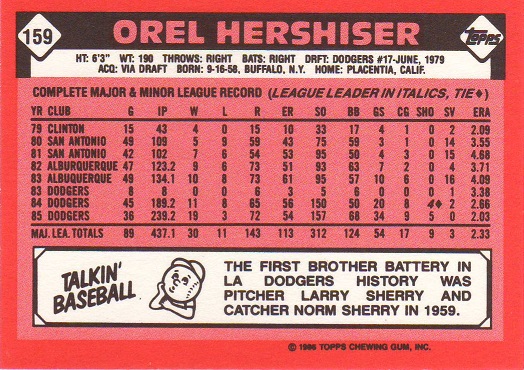 159
OREL HERSHISER
Topps
HT: 6'3" WT: 190 THROWS: RIGHT BATS: RIGHT DRFT: DODGERS #17-JUNE, 1979
ACQ: VIA DRAFT BORN: 9-16-58, BUFFALO, N.Y. HOME: PLACENTIA, CALIF.
COMPLETE MAJOR & MINOR LEAGUE RECORD (LEAGUE LEADER IN ITALICS, TIE♦)
YR CLUB G IP W L R ER SO BB GS CG SHO SV ERA
79 CLINTON 15 43 4 0 15 10 33 17 4 1 0 2 2.09
80 SAN ANTONIO 49 109 5 9 59 43 75 59 3 1 0 14 3.55
81 SAN ANTONIO 42 102 7 6 54 53 95 50 4 3 0 15 4.68
82 ALBUQUERQUE 47 123.2 9 6 73 51 93 63 7 2 0 4 3.71
83 ALBUQUERQUE 49 134.1 10 8 73 61 95 57 10 6 0 16 4.09
83 DODGERS 8 8 0 0 6 3 5 6 0 0 0 1 3.38
84 DODGERS 45 189.2 11 8 65 56 150 50 20 8 4♦ 2 2.66
85 DODGERS 36 239.2 19 3 72 54 157 68 34 9 5 0 2.03
MAJ. LEA. TOTALS 89 437.1 30 11 143 113 312 124 54 17 9 3 2.33
TALKIN'
BASEBALL
THE FIRST BROTHER BATTERY IN
LA DODGERS HISTORY WAS
PITCHER LARRY SHERRY AND
CATCHER NORM SHERRY IN 1959.
© 1986 TOPPS CHEWING GUM, INC.